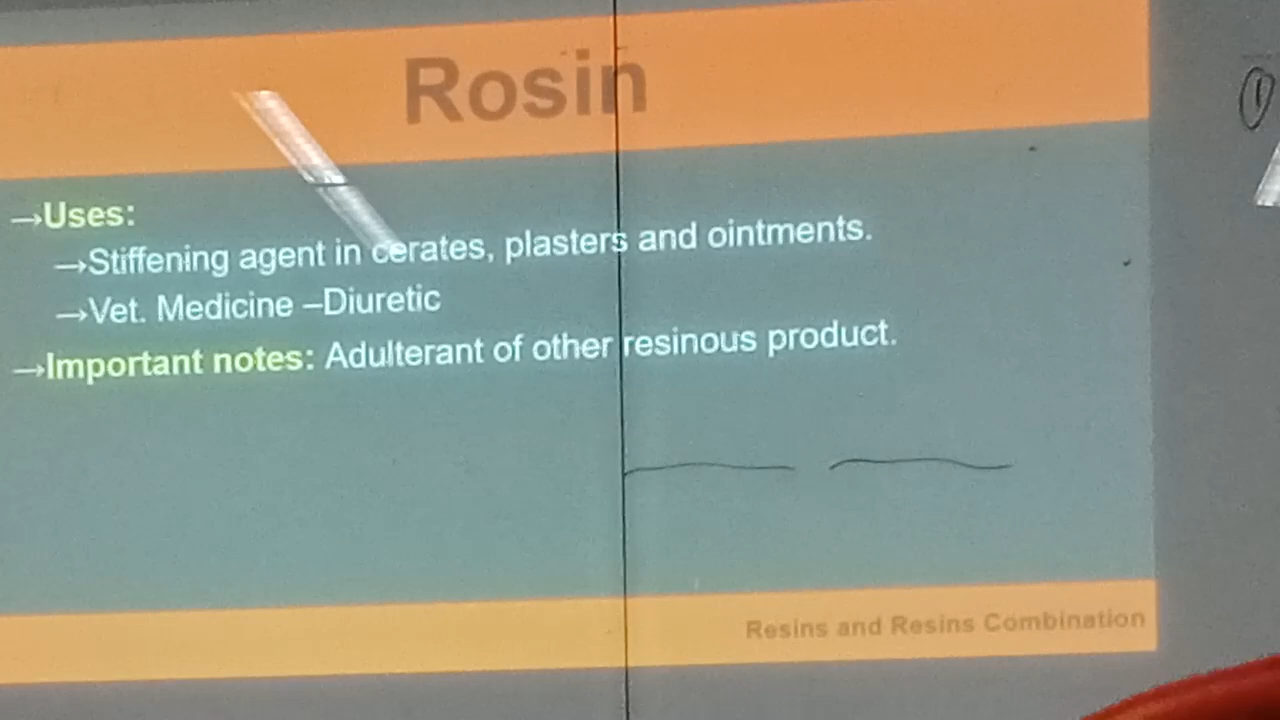 Rosin
→Uses:
→Stiffening agent in cerates, plasters and ointments.
→Vet. Medicine –Diuretic
→Important notes: Adulterant of other resinous product.
Resins and Resins Combination
①